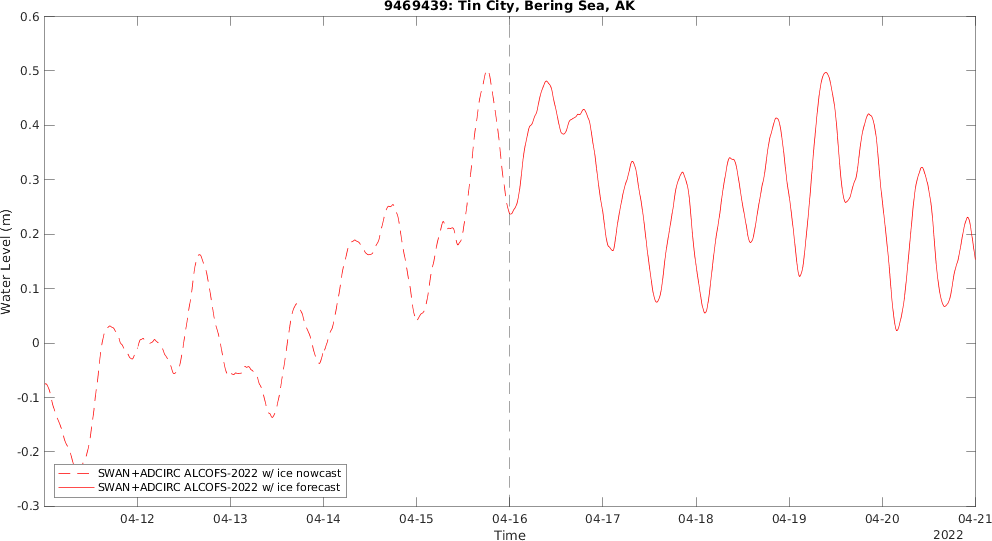 9469439: Tin City, Bering Sea, AK
0.6
0.5
0.4
0.3
0.2
0.1
0
-0.1
-0.2
-0.3
Water Level (m)
SWAN+ADCIRC ALCOFS-2022 w/ ice nowcast
SWAN+ADCIRC ALCOFS-2022 w/ ice forecast
04-12 04-13 04-14 04-15 04-16 04-17 04-18 04-19 04-20 04-21
Time
2022